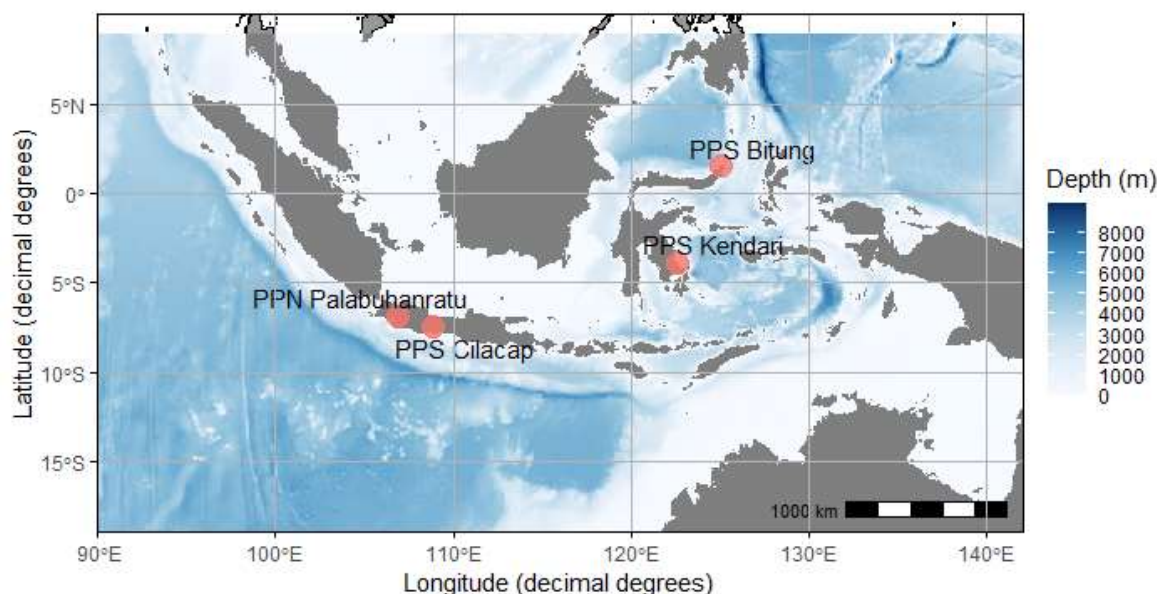 5°N
0°
5°S
10°S
15°S
Latitude (decimal degrees)
PPS Bitung
PPS Kendari
PPN Palabuhanratu
PPS Cilacap
1000 km
90°E
100°E
110°E
120°E
130°E
140°E
Longitude (decimal degrees)
Depth (m)
8000
7000
6000
5000
4000
3000
2000
1000
0